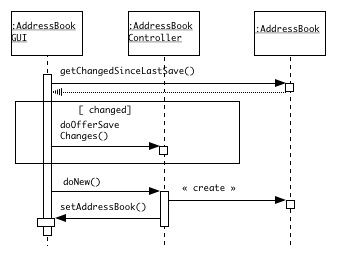 :AddressBook
GUI
:AddressBook
Controller
:AddressBook
getChangedSinceLastSave()
[ changed]
doOfferSave
Changes()
doNew()
« create »
setAddressBook()